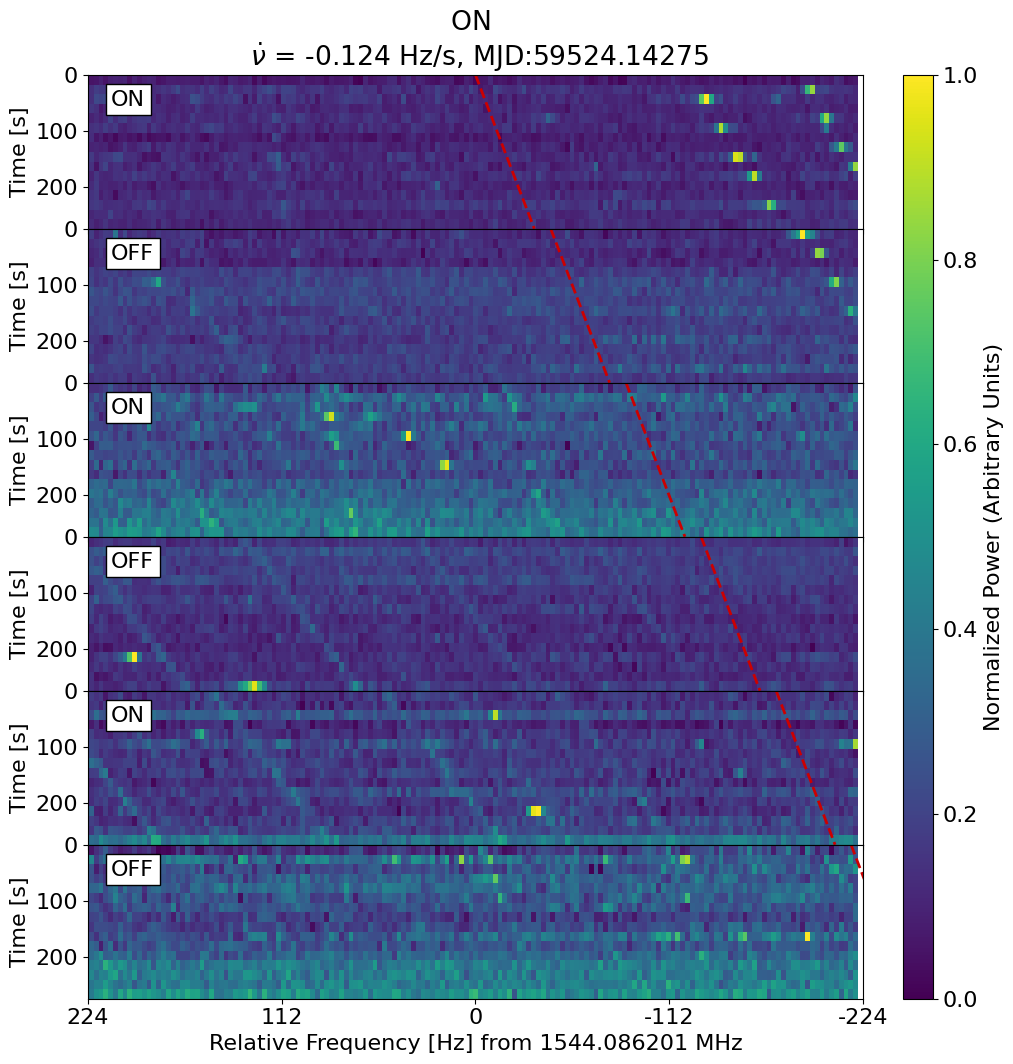 ON
ν̇ = -0.124 Hz/s, MJD:59524.14275
0
ON
100
Time [s]
200
0
OFF
100
Time [s]
200
0
ON
100
Time [s]
200
0
OFF
100
Time [s]
200
0
ON
100
Time [s]
200
0
OFF
100
Time [s]
200
224 112 0 -112 -224
Relative Frequency [Hz] from 1544.086201 MHz
1.0
0.8
0.6
0.4
0.2
0.0
Normalized Power (Arbitrary Units)